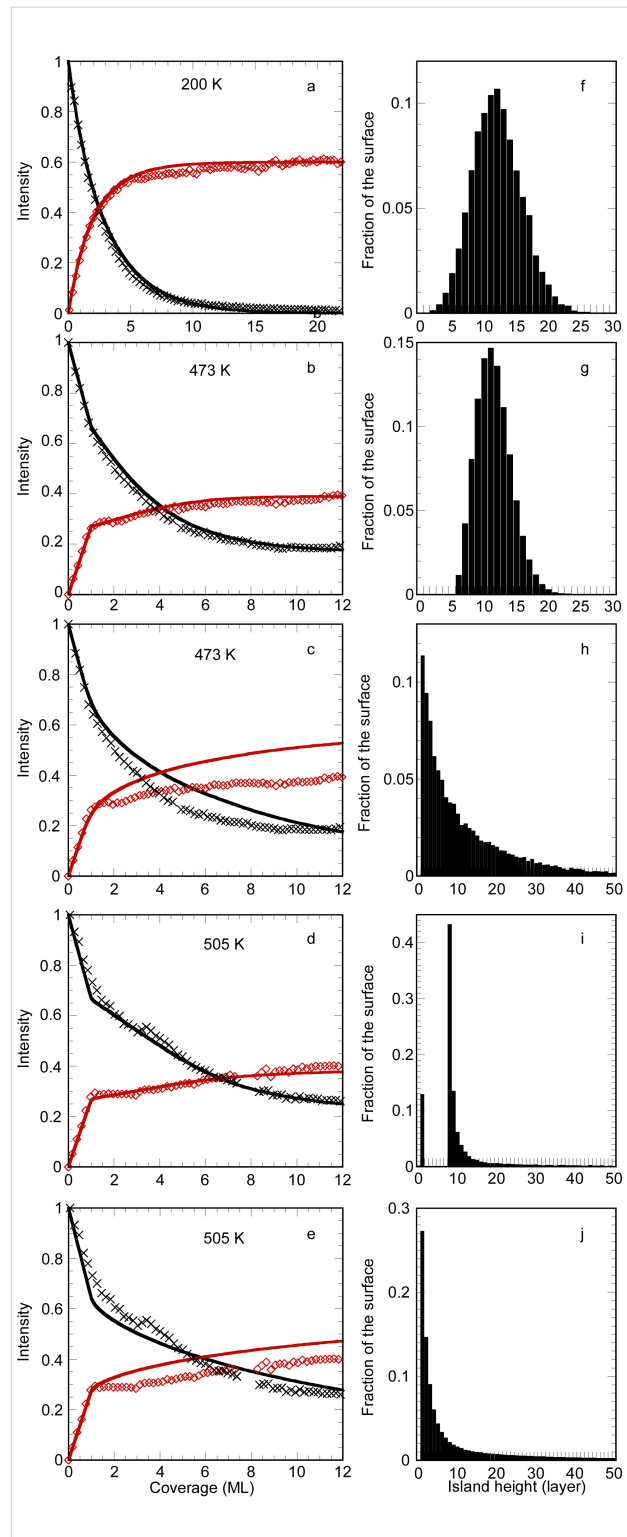 200 K
a
1
0.8
0.6
0.4
0.2
0
Intensity
0 5 10 15 20
f
0.1
0.05
0
Fraction of the surface
0 5 10 15 20 25 30
473 K
b
1
0.8
0.6
0.4
0.2
0
Intensity
0 2 4 6 8 10 12
g
0.15
0.1
0.05
0
Fraction of the surface
0 5 10 15 20 25 30
473 K
c
1
0.8
0.6
0.4
0.2
0
Intensity
0 2 4 6 8 10 12
h
0.1
0.05
0
Fraction of the surface
0 10 20 30 40 50
505 K
d
1
0.8
0.6
0.4
0.2
0
Intensity
0 2 4 6 8 10 12
i
0.4
0.3
0.2
0.1
0
Fraction of the surface
0 10 20 30 40 50
505 K
e
1
0.8
0.6
0.4
0.2
0
Intensity
0 2 4 6 8 10 12
Coverage (ML)
j
0.3
0.2
0.1
0
Fraction of the surface
0 10 20 30 40 50
Island height (layer)